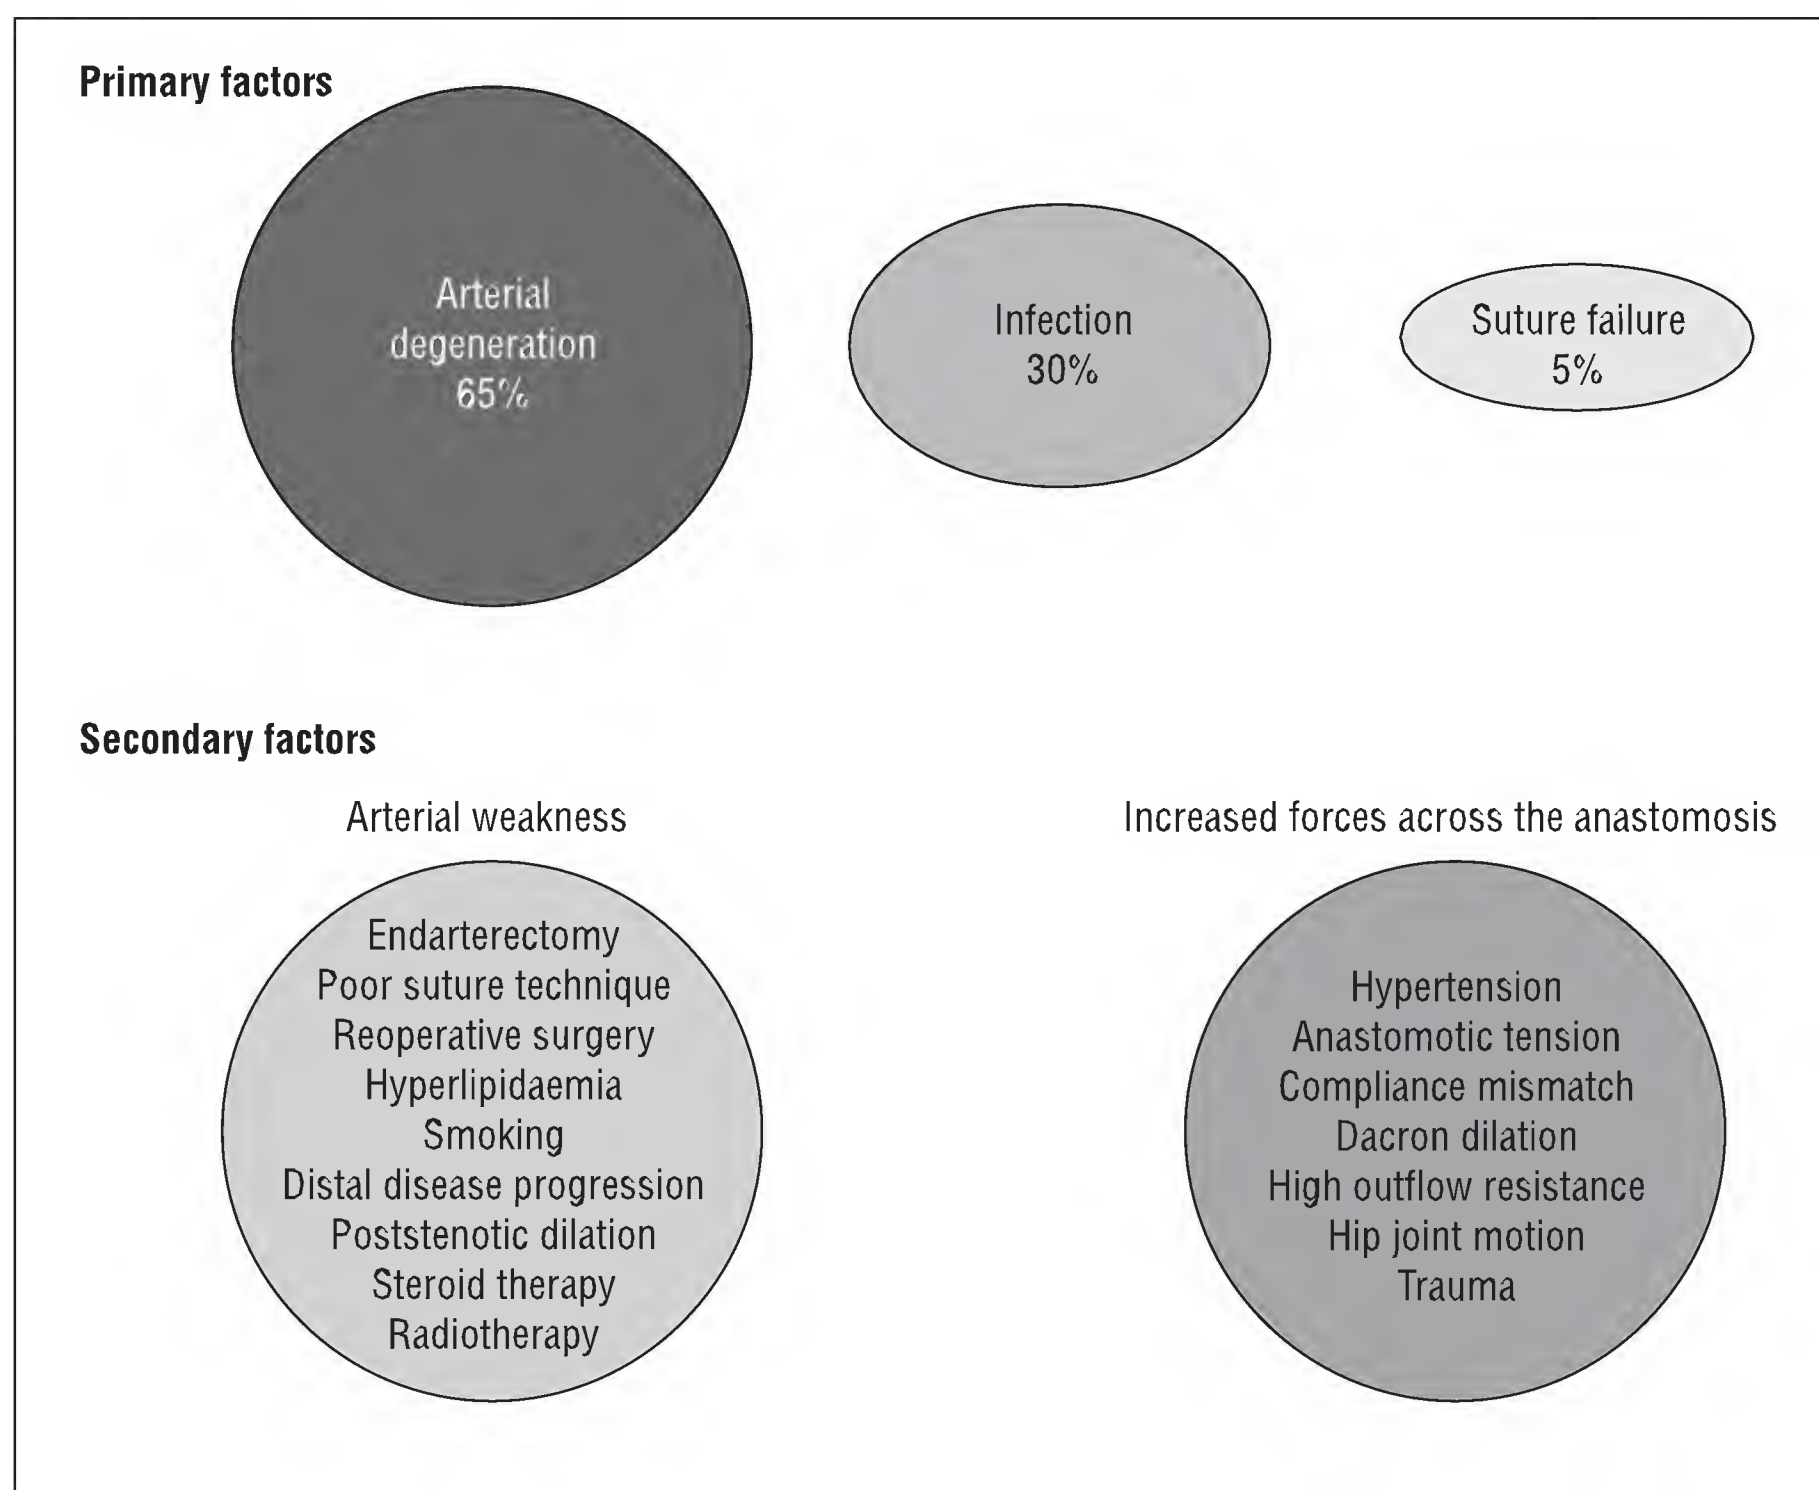 Primary factors
Arterial
degeneration
65%
Infection
30%
Suture failure
5%
Secondary factors
Arterial weakness
Endarterectomy
Poor suture technique
Reoperative surgery
Hyperlipidaemia
Smoking
Distal disease progression
Poststenotic dilation
Steroid therapy
Radiotherapy
Increased forces across the anastomosis
Hypertension
Anastomotic tension
Compliance mismatch
Dacron dilation
High outflow resistance
Hip joint motion
Trauma